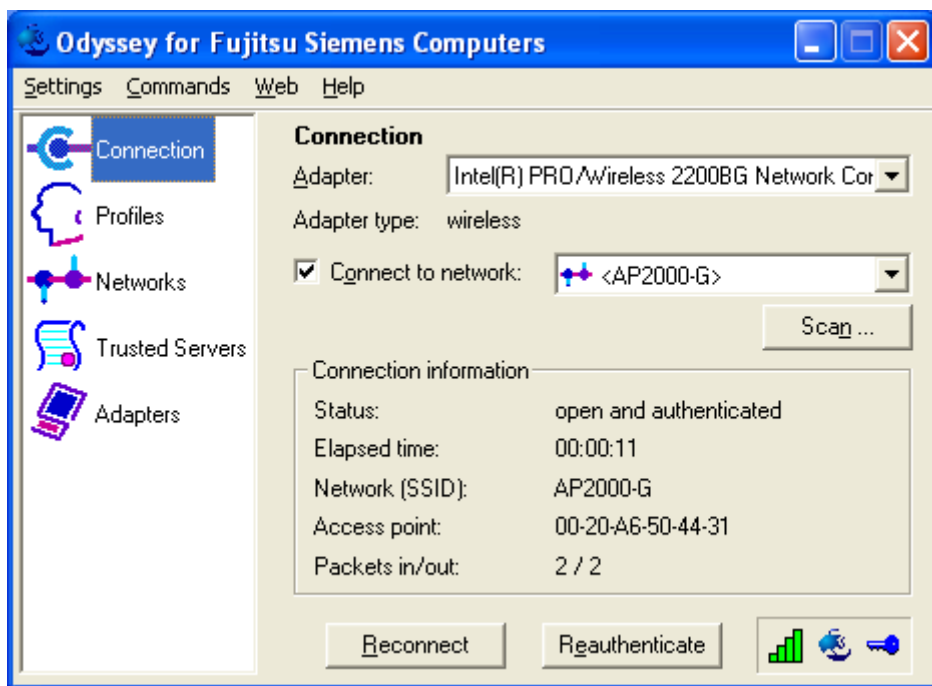 Odyssey for Fujitsu Siemens Computers
Settings Commands Web Help
Connection
Profiles
Networks
Trusted Servers
Adapters
Connection
Adapter: Intel(R) PRO/Wireless 2200BG Network Cor
Adapter type: wireless
Connect to network: <AP2000-G>
Scan ...
Connection information
Status: open and authenticated
Elapsed time: 00:00:11
Network (SSID): AP2000-G
Access point: 00-20-A6-50-44-31
Packets in/out: 2 / 2
Reconnect Reauthenticate